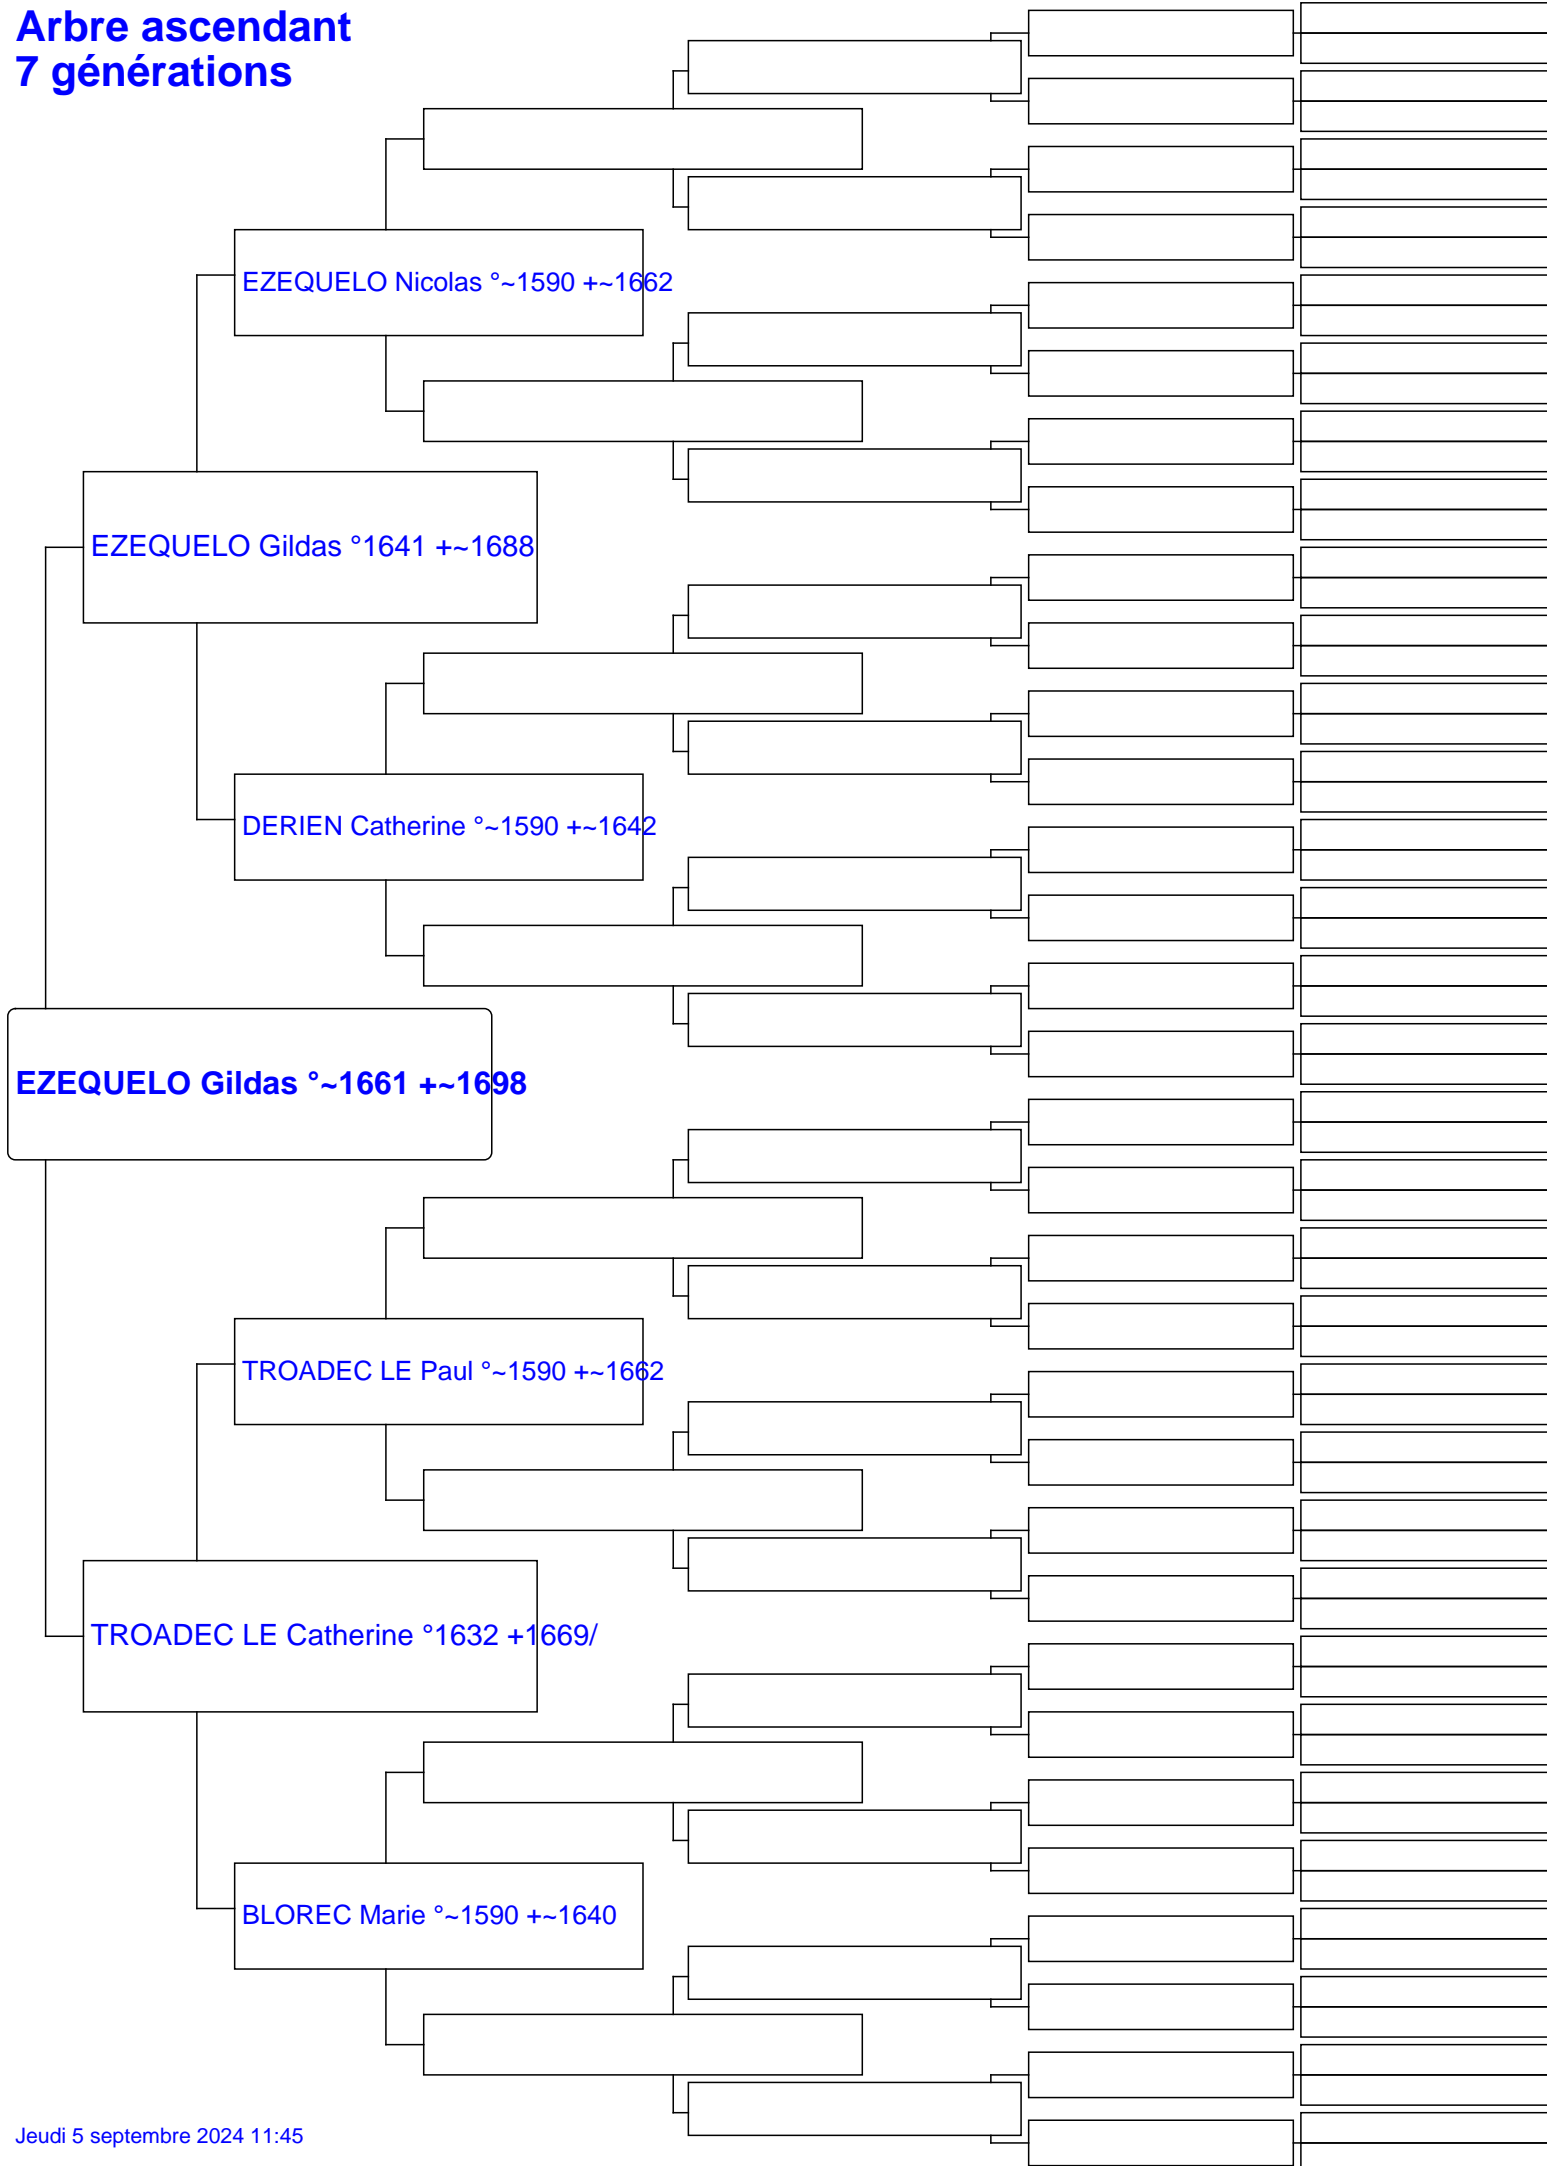 Arbre ascendant
7 générations
EZEQUELO Nicolas °~1590 +~1662
EZEQUELO Gildas °1641 +~1688
DERIEN Catherine °~1590 +~1642
EZEQUELO Gildas °~1661 +~1698
TROADEC LE Paul °~1590 +~1662
TROADEC LE Catherine °1632 +1669/
BLOREC Marie °~1590 +~1640
Jeudi 5 septembre 2024 11:45